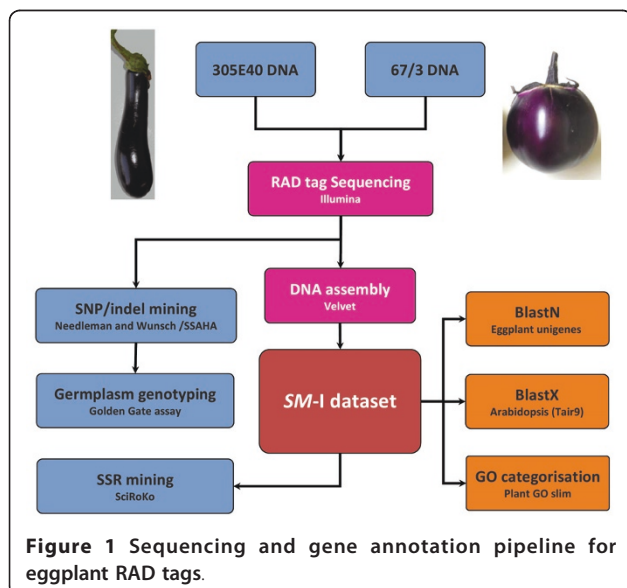 305E40 DNA
67/3 DNA
RAD tag Sequencing
Illumina
SNP/indel mining
Needleman and Wunsch /SSAHA
DNA assembly
Velvet
BlastN
Eggplant unigenes
Germplasm genotyping
Golden Gate assay
SM-I dataset
BlastX
Arabidopsis (Tair9)
SSR mining
SciRoKo
GO categorisation
Plant GO slim
Figure 1 Sequencing and gene annotation pipeline for
eggplant RAD tags.